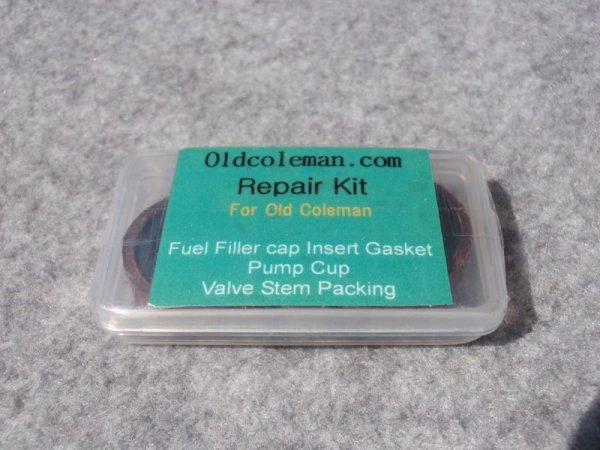 Oldcoleman.com
Repair Kit
For Old Coleman
Fuel Filler cap Insert Gasket
Pump Cup
Valve Stem Packing